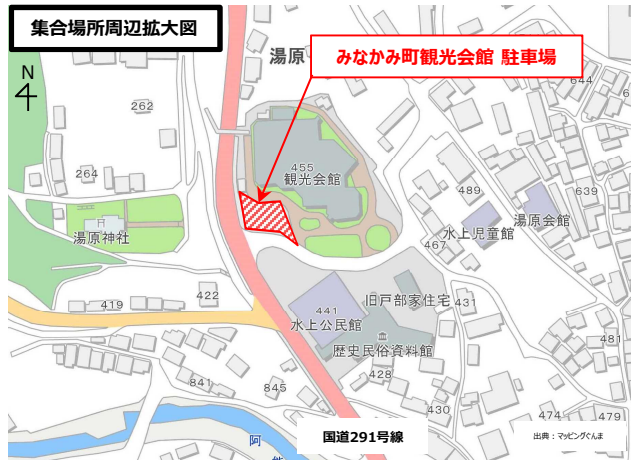 集合場所周辺拡大図
みなかみ町観光会館 駐車場
湯原
N
262
264
湯原神社
455
観光会館
644
639
489
湯原会館
水上児童館
467
419
422
旧戸部家住宅
431
441
水上公民館
歴史民俗資料館
428
481
841
845
430
474
479
阿
国道291号線
出典：マッピングぐんま